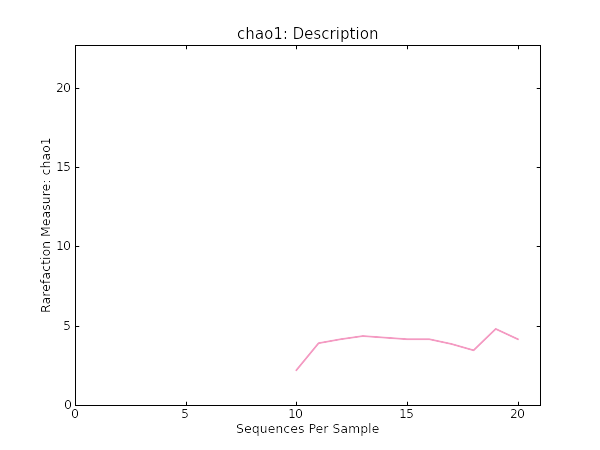 chao1: Description
Rarefaction Measure: chao1
20
15
10
5
0
0 5 10 15 20
Sequences Per Sample